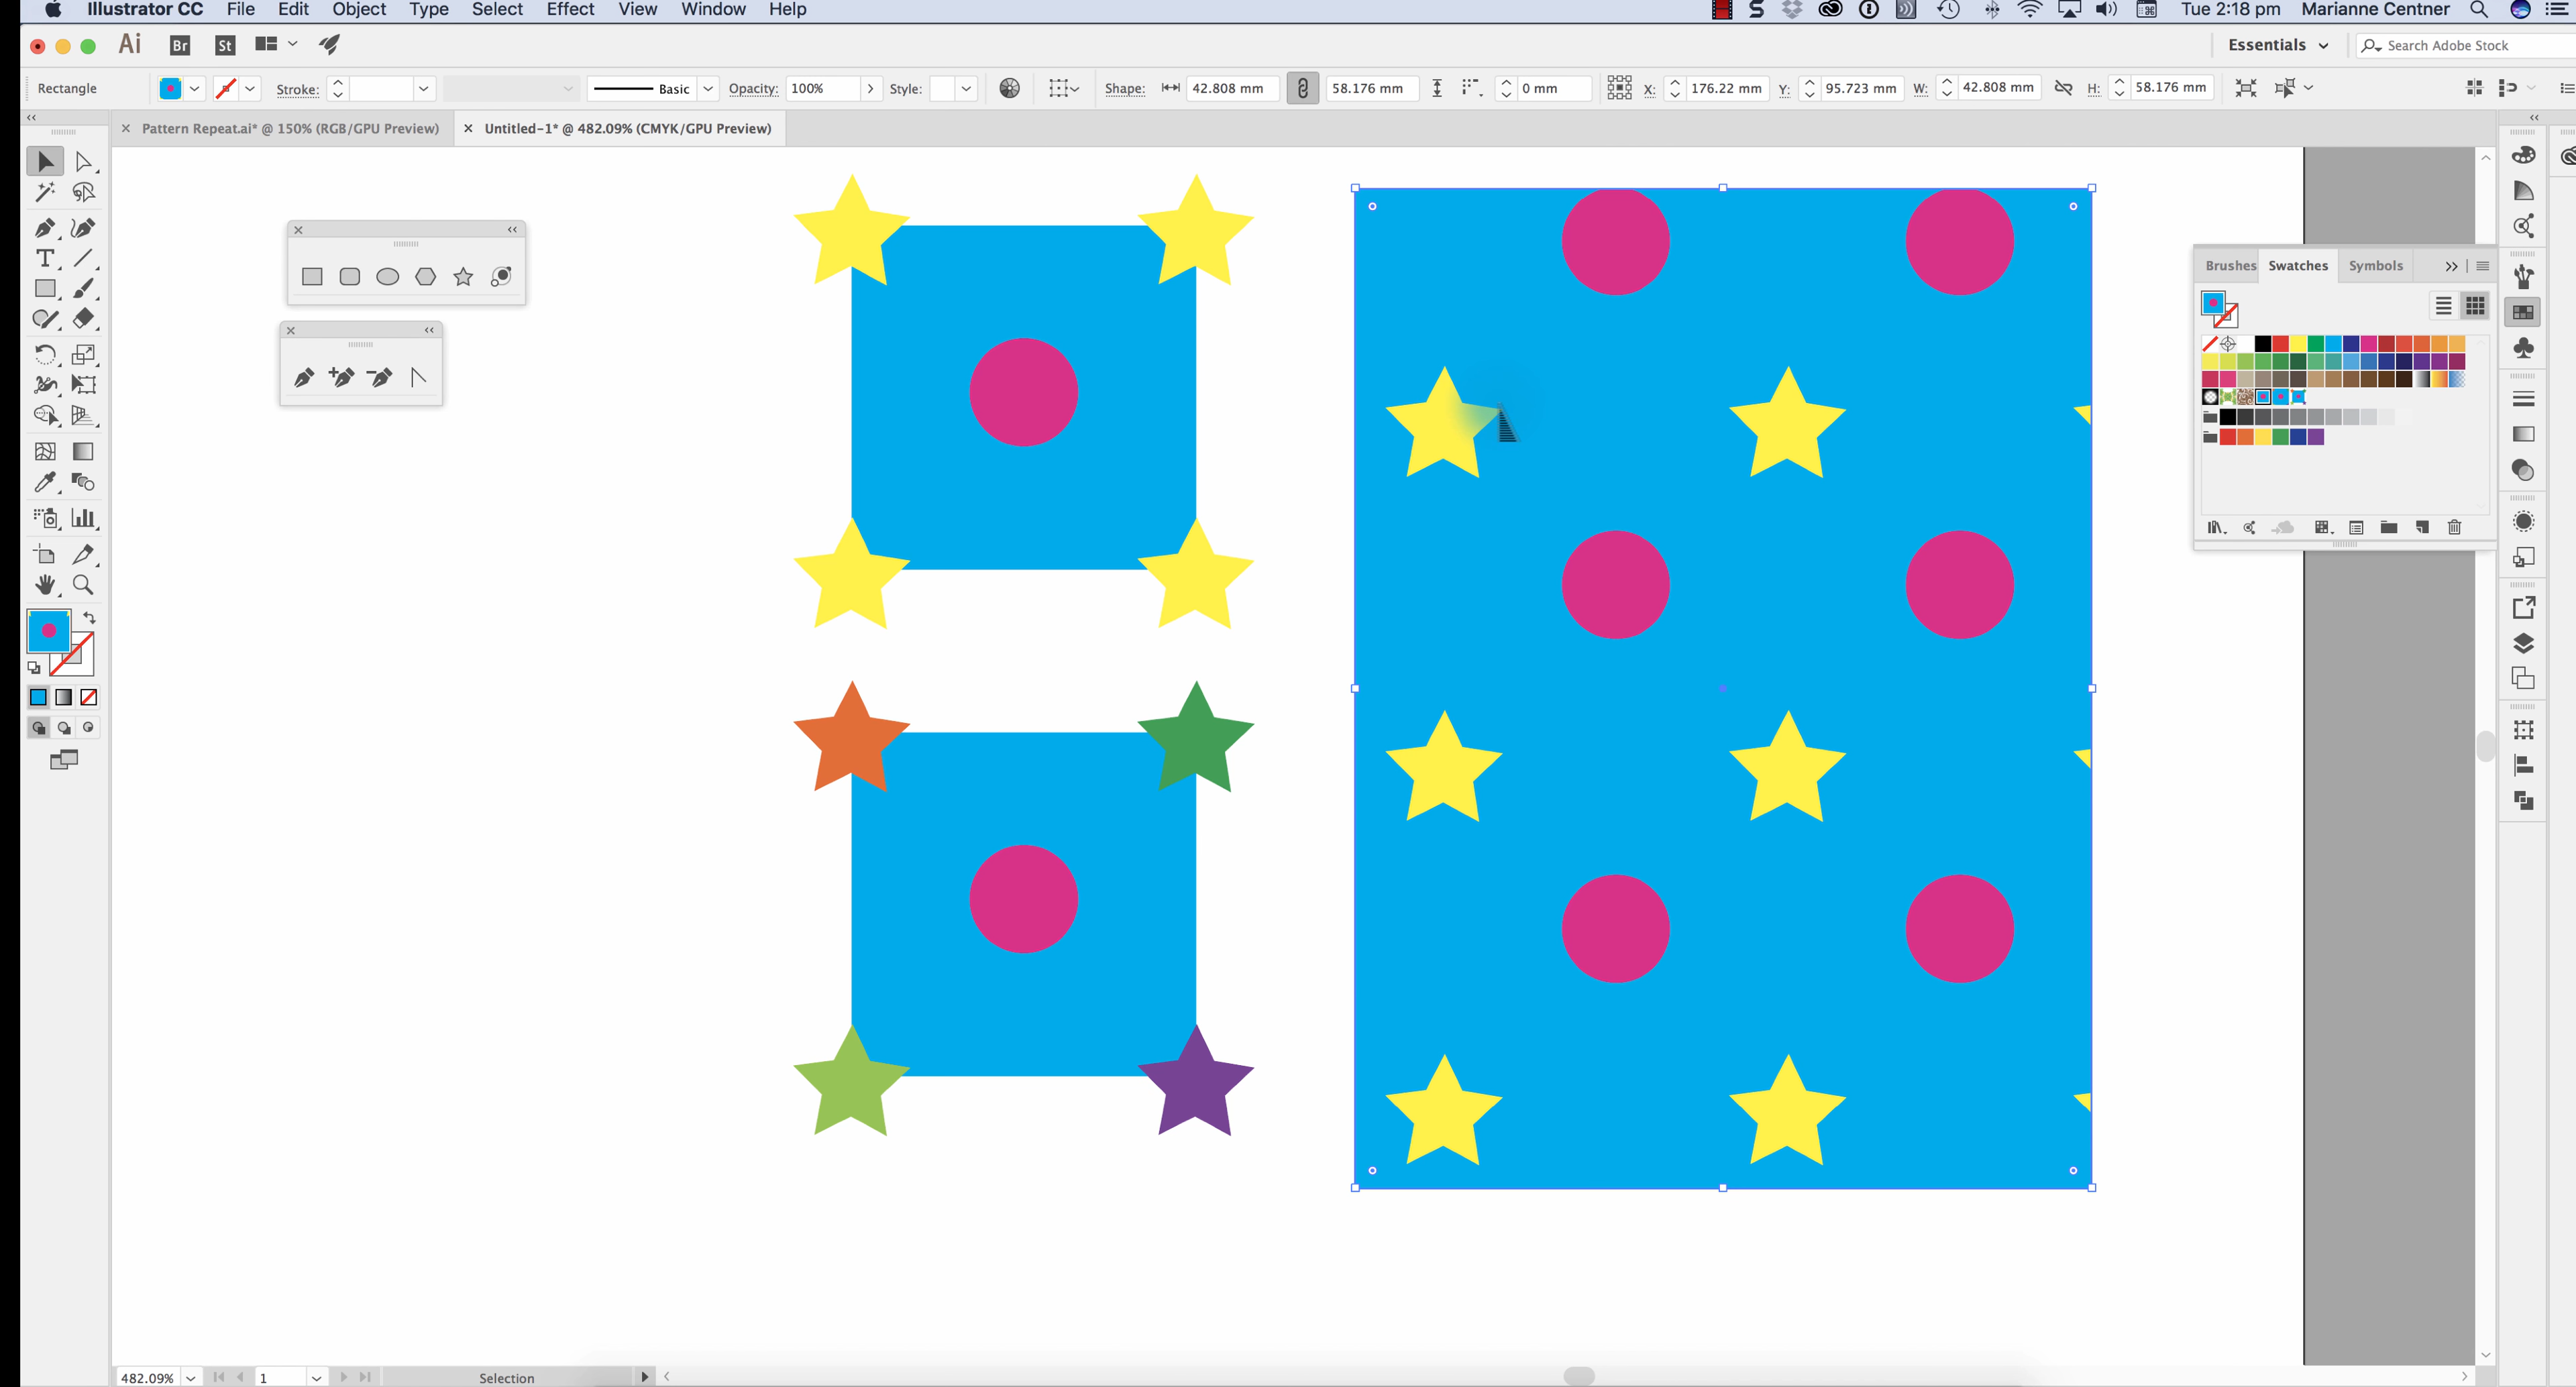 Illustrator CC File Edit Object Type Select Effect View Window Help Tue 2:18 pm Marianne Centner
Ai Br St Essentials Search Adobe Stock
Rectangle Stroke: Basic Opacity: 100% Style: Shape: 42.808 mm 58.176 mm 0 mm X: 176.22 mm Y: 95.723 mm W: 42.808 mm H: 58.176 mm
Pattern Repeat.ai* @ 150% (RGB/GPU Preview) Untitled-1* @ 482.09% (CMYK/GPU Preview)
Brushes Swatches Symbols
482.09% 1 Selection